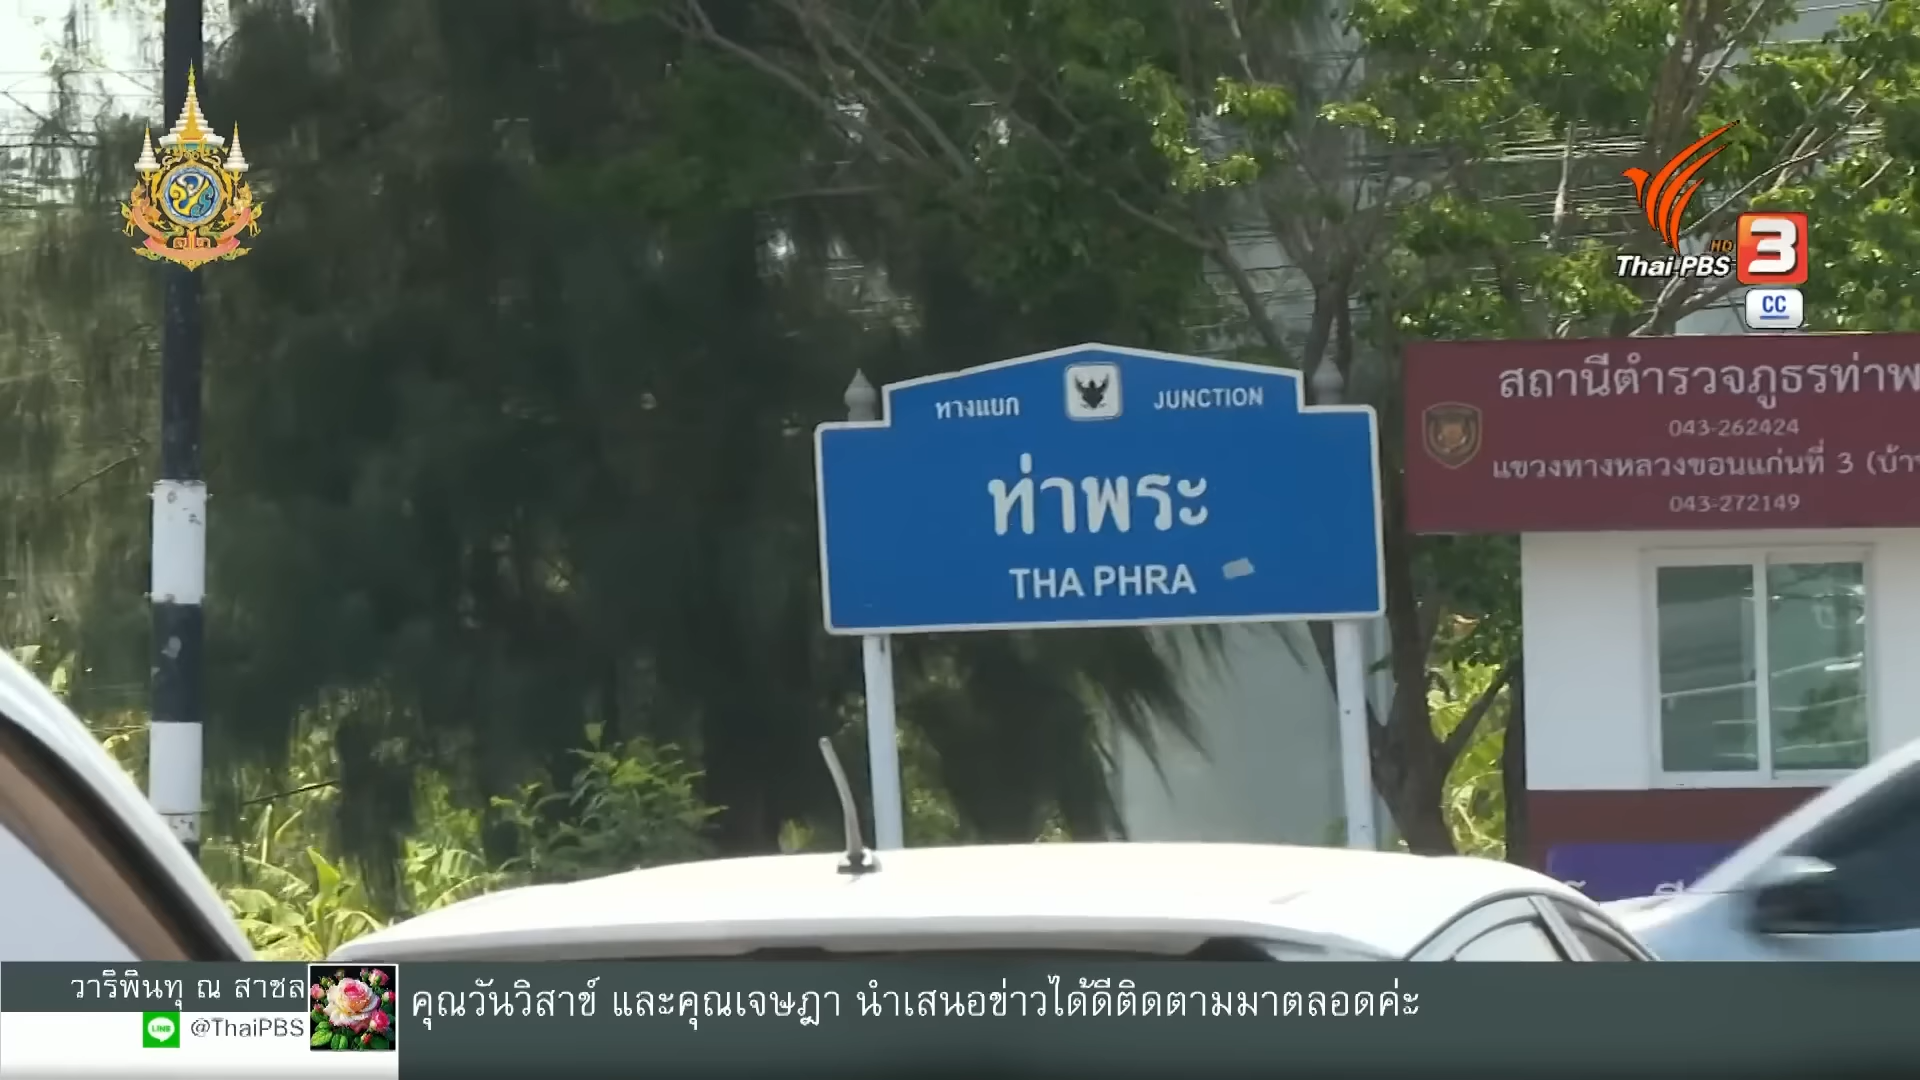 Thai PBS
HD
3
CC
ทางแยก
JUNCTION
ท่าพระ
THA PHRA
สถานีตำรวจภูธรท่าพ
043-262424
แขวงทางหลวงขอนแก่นที่ 3 (บ้า
043-272149
วาริพินทุ ณ สาชล
LINE
@ThaiPBS
คุณวันวิสาข์ และคุณเจษฎา นำเสนอข่าวได้ดีติดตามมาตลอดค่ะ